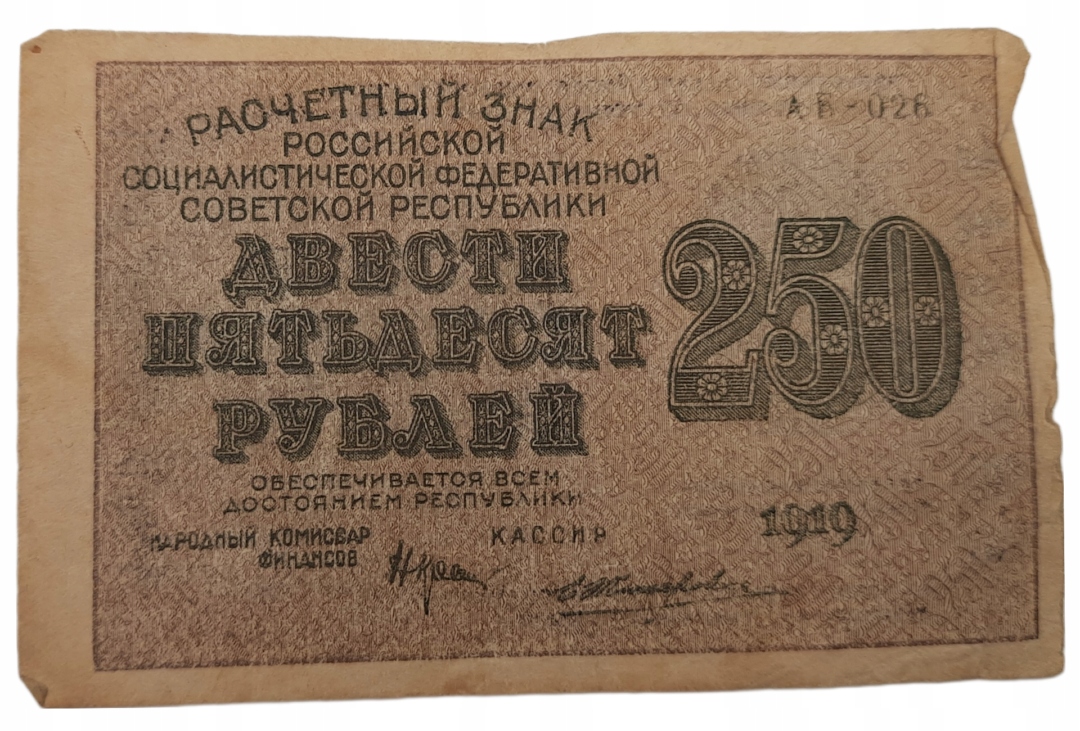 РАСЧЕТНЫЙ ЗНАК
РОССИЙСКОЙ
СОЦИАЛИСТИЧЕСКОЙ ФЕДЕРАТИВНОЙ
СОВЕТСКОЙ РЕСПУБЛИКИ
ДВЕСТИ
ПЯТЬДЕСЯТ
РУБЛЕЙ
ОБЕСПЕЧИВАЕТСЯ ВСЕМ
ДОСТОЯНИЕМ РЕСПУБЛИКИ
НАРОДНЫЙ КОМИССАР
ФИНАНСОВ
КАССИР
АВ-026
250
1919